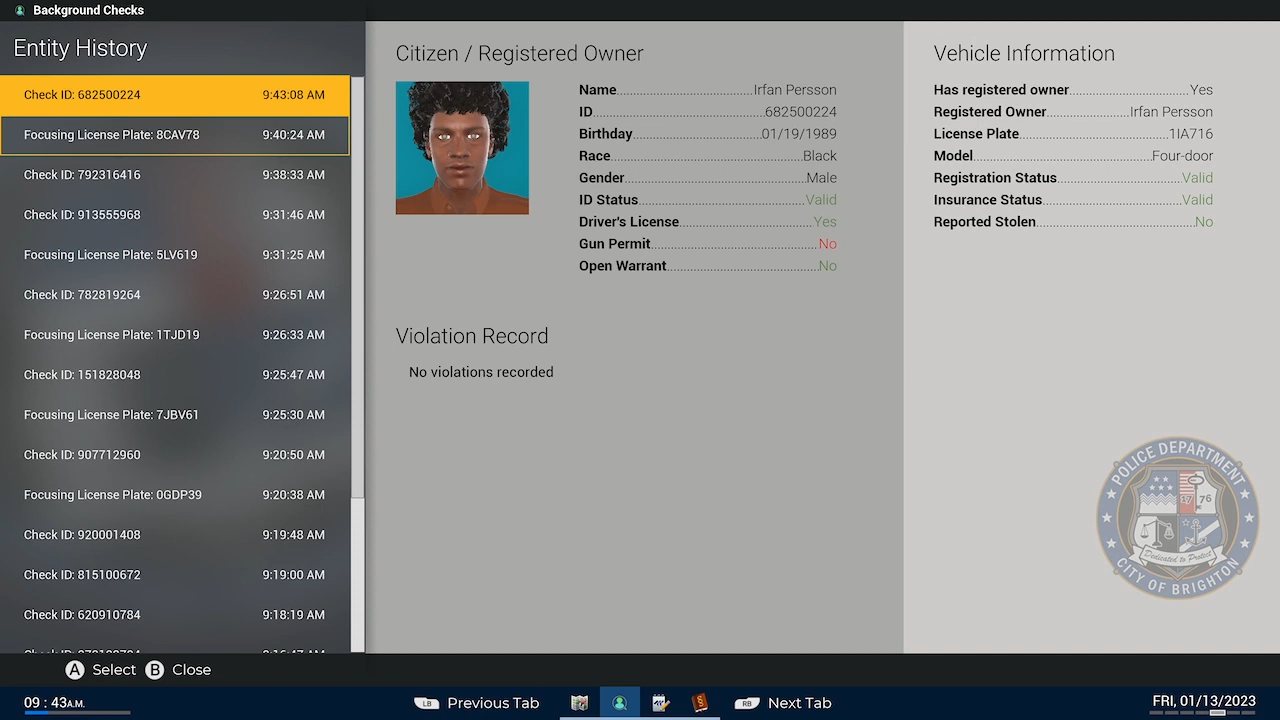 Background Checks
Entity History
Check ID: 682500224 9:43:08 AM
Focusing License Plate: 8CAV78 9:40:24 AM
Check ID: 792316416 9:38:33 AM
Check ID: 913555968 9:31:46 AM
Focusing License Plate: 5LV619 9:31:25 AM
Check ID: 782819264 9:26:51 AM
Focusing License Plate: 1TJD19 9:26:33 AM
Check ID: 151828048 9:25:47 AM
Focusing License Plate: 7JBV61 9:25:30 AM
Check ID: 907712960 9:20:50 AM
Focusing License Plate: 0GDP39 9:20:38 AM
Check ID: 920001408 9:19:48 AM
Check ID: 815100672 9:19:00 AM
Check ID: 620910784 9:18:19 AM
Citizen / Registered Owner
Name Irfan Persson
ID 682500224
Birthday 01/19/1989
Race Black
Gender Male
ID Status Valid
Driver's License Yes
Gun Permit No
Open Warrant No
Violation Record
No violations recorded
Vehicle Information
Has registered owner Yes
Registered Owner Irfan Persson
License Plate 1IA716
Model Four-door
Registration Status Valid
Insurance Status Valid
Reported Stolen No
POLICE DEPARTMENT
17 76
Dedicated to Protect
CITY OF BRIGHTON
A Select B Close
09 : 43 A.M.
LB Previous Tab
RB Next Tab
FRI, 01/13/2023